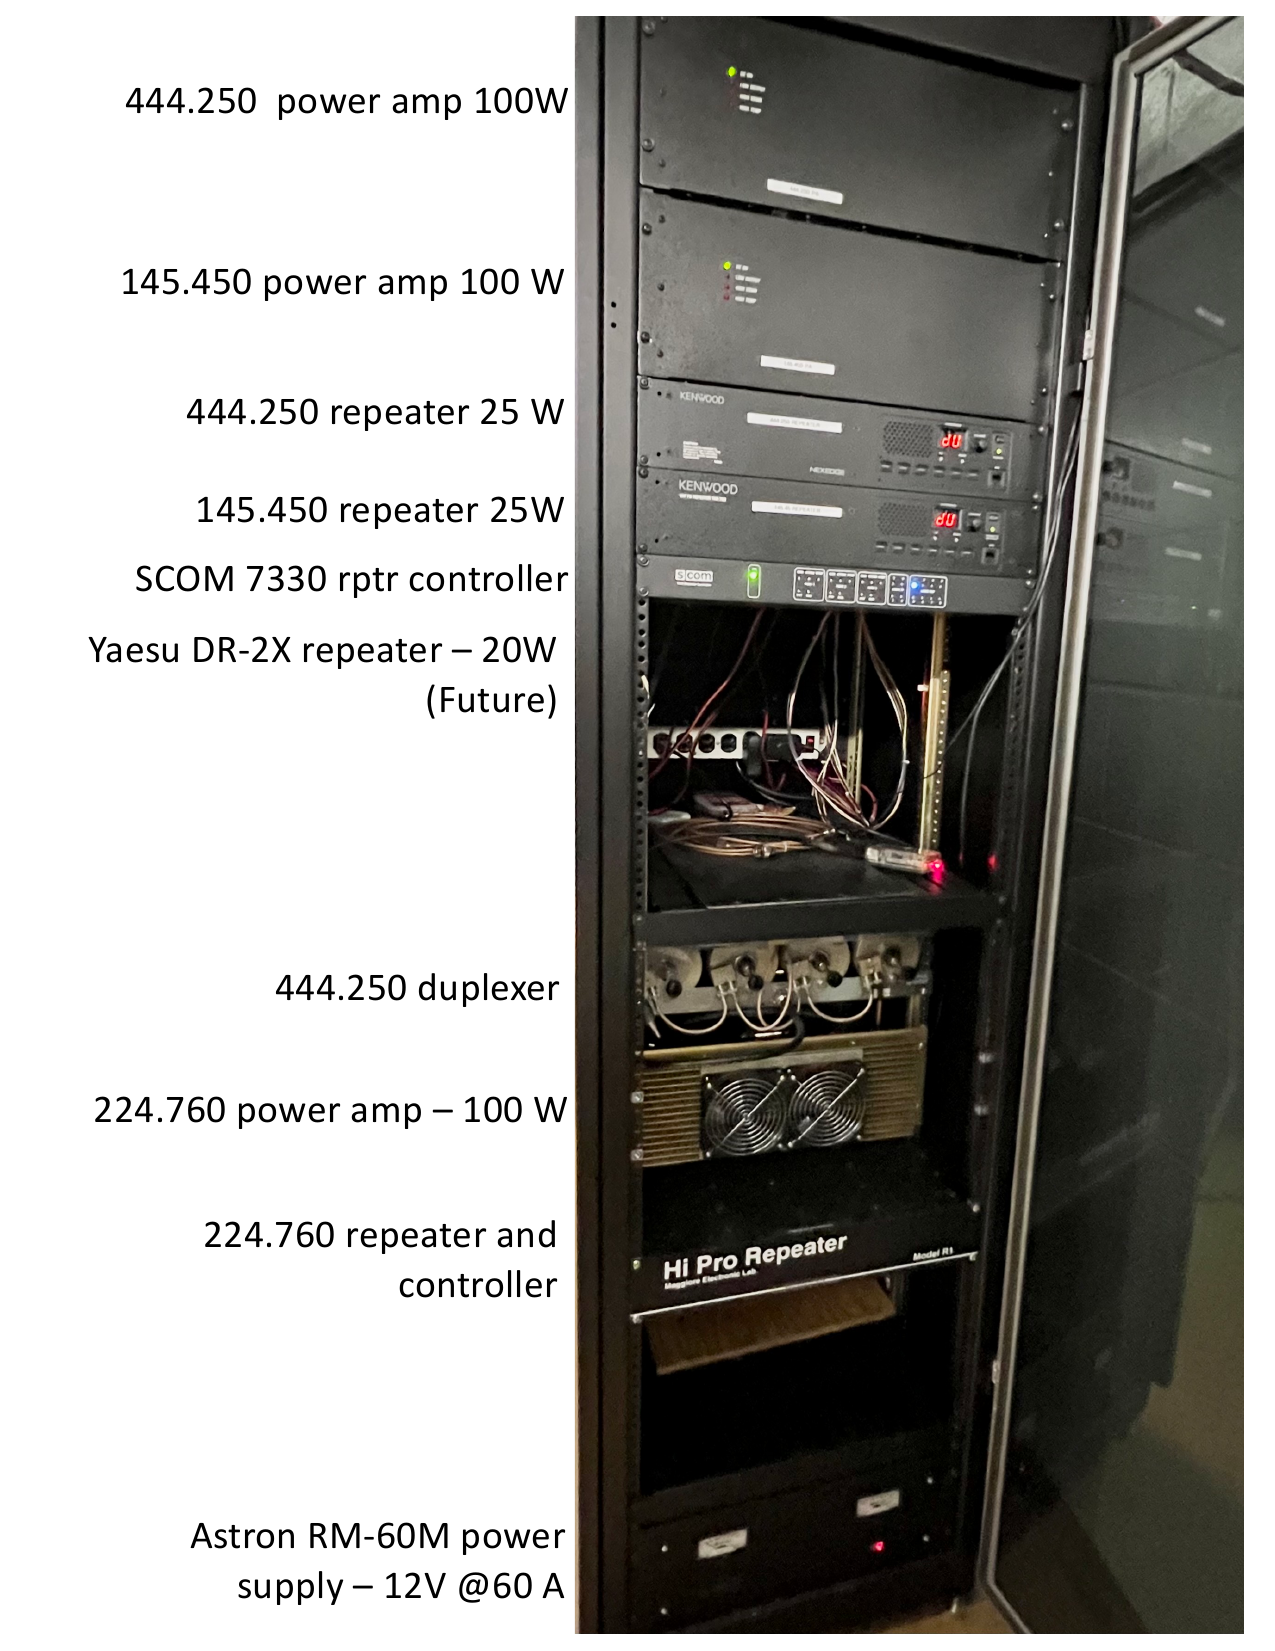 444.250  power amp 100W
145.450 power amp 100 W
444.250 repeater 25 W
KENWOOD
NEXEDGE
145.450 repeater 25W
KENWOOD
SCOM 7330 rptr controller
s com
Yaesu DR-2X repeater – 20W
(Future)
444.250 duplexer
224.760 power amp – 100 W
224.760 repeater and
controller
Hi Pro Repeater
Maggiore Electronic Lab.
Model R1
Astron RM-60M power
supply – 12V @60 A